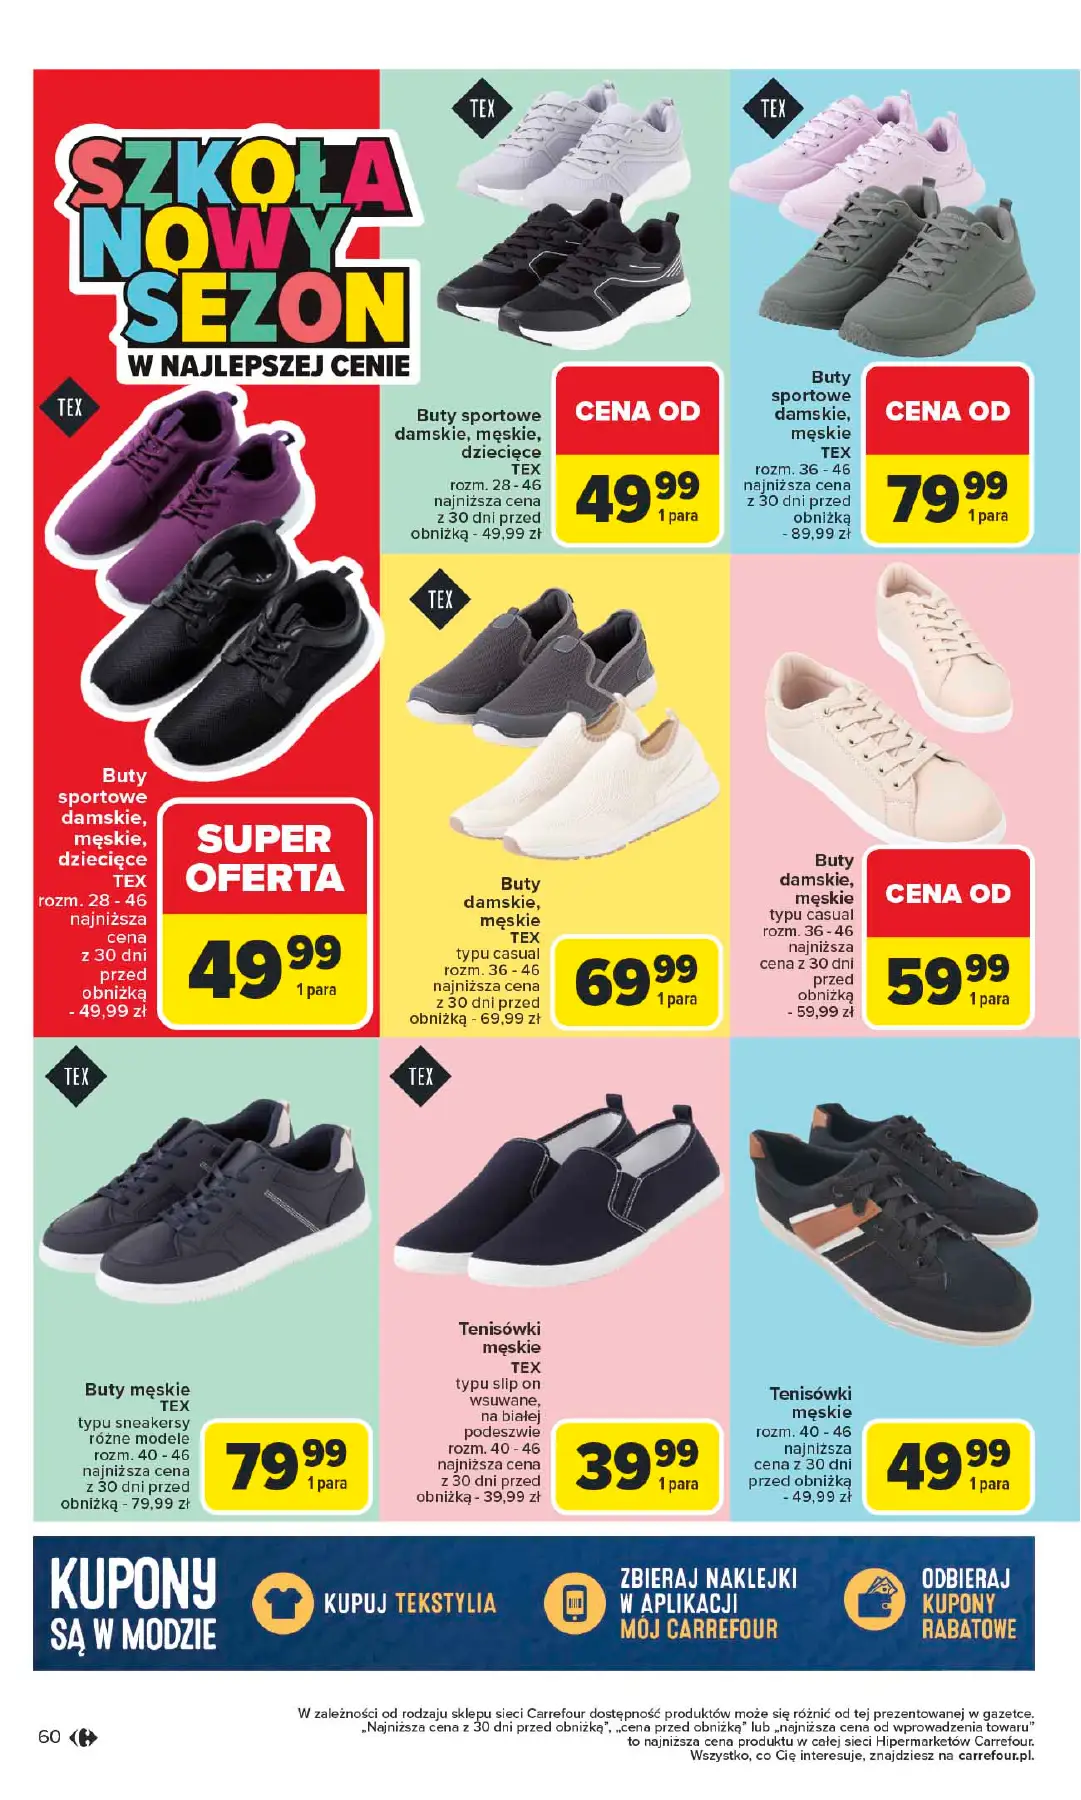 SZKOŁA
NOWY
SEZON
W NAJLEPSZEJ CENIE
TEX
Buty
sportowe
damskie,
męskie,
dziecięce
TEX
rozm. 28 - 46
najniższa
cena
z 30 dni
przed
obniżką
- 49,99 zł
SUPER
OFERTA
49 99
1 para
TEX
Buty sportowe
damskie, męskie,
dziecięce
TEX
rozm. 28 - 46
najniższa cena
z 30 dni przed
obniżką - 49,99 zł
CENA OD
49 99
1 para
TEX
Buty
sportowe
damskie,
męskie
TEX
rozm. 36 - 46
najniższa cena
z 30 dni przed
obniżką
- 89,99 zł
CENA OD
79 99
1 para
TEX
Buty
damskie,
męskie
TEX
typu casual
rozm. 36 - 46
najniższa cena
z 30 dni przed
obniżką - 69,99 zł
69 99
1 para
Buty
damskie,
męskie
typu casual
rozm. 36 - 46
najniższa
cena z 30 dni
przed
obniżką
- 59,99 zł
CENA OD
59 99
1 para
TEX
Buty męskie
TEX
typu sneakersy
różne modele
rozm. 40 - 46
najniższa cena
z 30 dni przed
obniżką - 79,99 zł
79 99
1 para
TEX
Tenisówki
męskie
TEX
typu slip on
wsuwane,
na białej
podeszwie
rozm. 40 - 46
najniższa cena
z 30 dni przed
obniżką - 39,99 zł
39 99
1 para
Tenisówki
męskie
rozm. 40 - 46
najniższa
cena z 30 dni
przed obniżką
- 49,99 zł
49 99
1 para
KUPONY
SĄ W MODZIE
KUPUJ TEKSTYLIA
ZBIERAJ NAKLEJKI
W APLIKACJI
MÓJ CARREFOUR
ODBIERAJ
KUPONY
RABATOWE
W zależności od rodzaju sklepu sieci Carrefour dostępność produktów może się różnić od tej prezentowanej w gazetce.
„Najniższa cena z 30 dni przed obniżką", „cena przed obniżką" lub „najniższa cena od wprowadzenia towaru"
to najniższa cena produktu w całej sieci Hipermarketów Carrefour.
Wszystko, co Cię interesuje, znajdziesz na carrefour.pl.
60